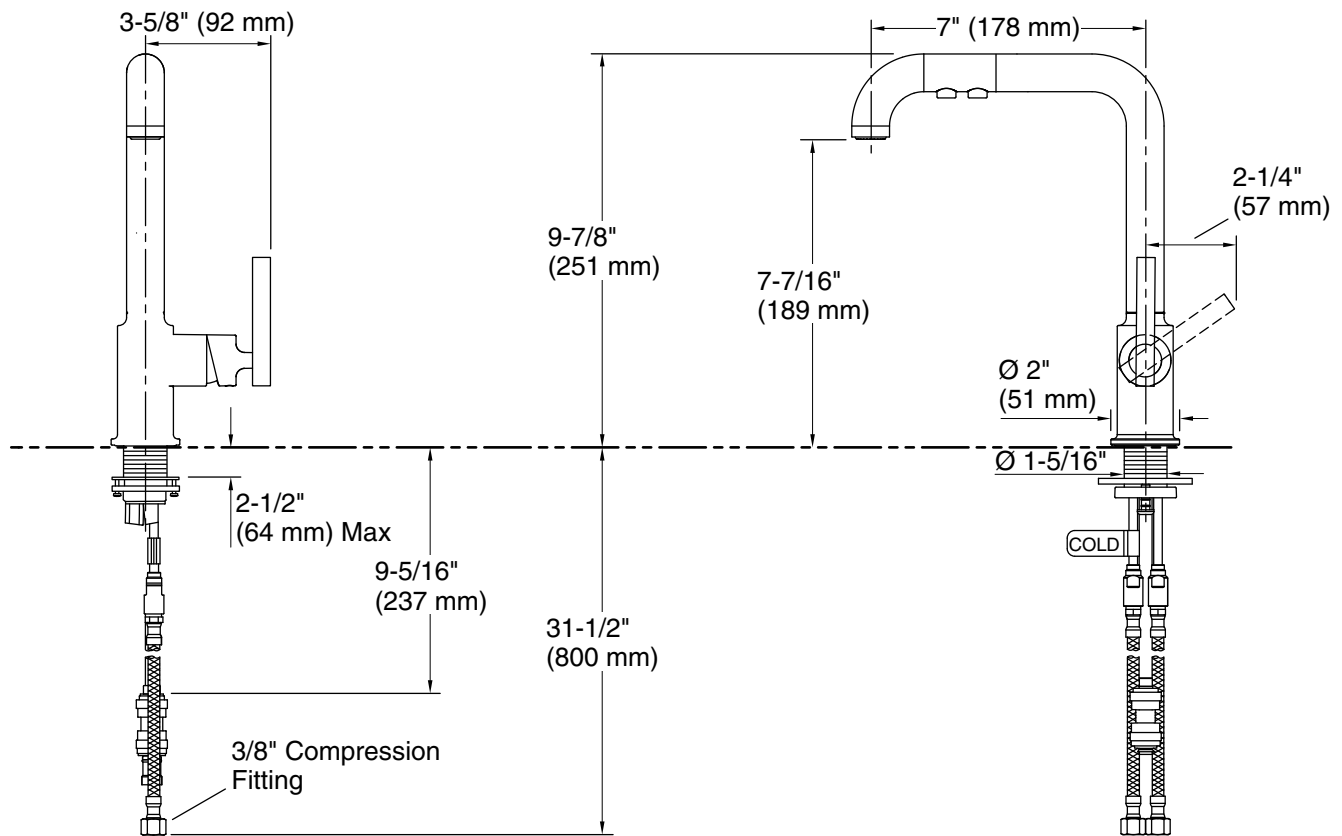 3-5/8" (92 mm)
7" (178 mm)
2-1/4"
(57 mm)
9-7/8"
(251 mm)
7-7/16"
(189 mm)
Ø 2"
(51 mm)
Ø 1-5/16"
2-1/2"
(64 mm) Max
COLD
9-5/16"
(237 mm)
31-1/2"
(800 mm)
3/8" Compression
Fitting